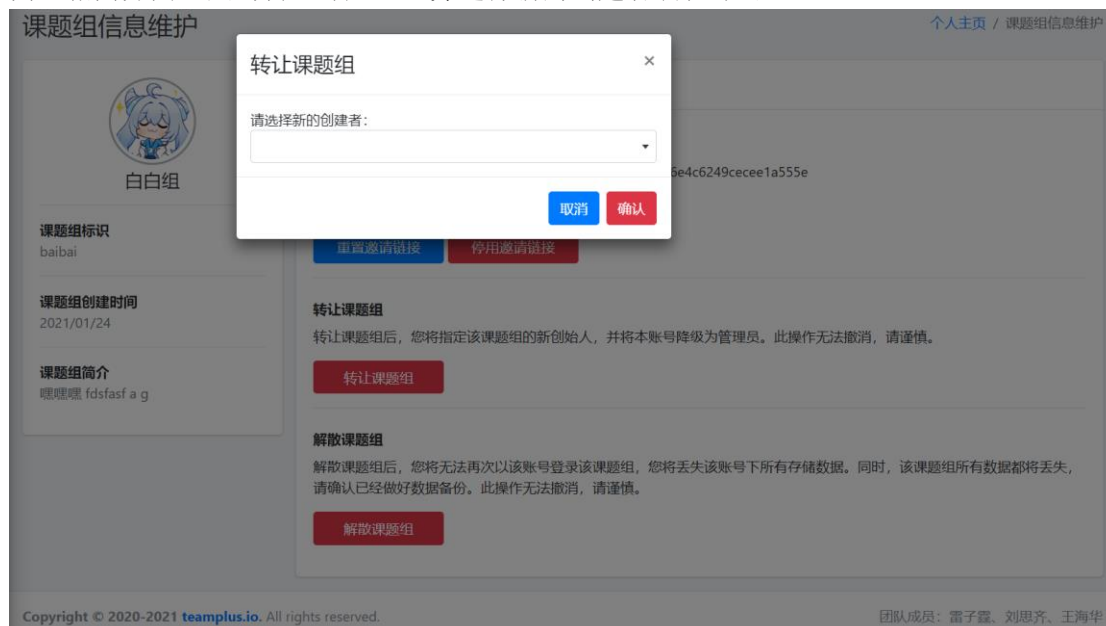 课题组信息维护
个人主页 / 课题组信息维护
转让课题组
×
请选择新的创建者：
取消
确认
白白组
课题组标识
baibai
课题组创建时间
2021/01/24
课题组简介
嘿嘿嘿 fdsfasf a g
6e4c6249cecee1a555e
重置邀请链接
停用邀请链接
转让课题组
转让课题组后，您将指定该课题组的新创始人，并将本账号降级为管理员。此操作无法撤消，请谨慎。
转让课题组
解散课题组
解散课题组后，您将无法再次以该账号登录该课题组，您将丢失该账号下所有存储数据。同时，该课题组所有数据都将丢失，
请确认已经做好数据备份。此操作无法撤消，请谨慎。
解散课题组
Copyright © 2020-2021 teamplus.io. All rights reserved.
团队成员：雷子霆、刘思齐、王海华